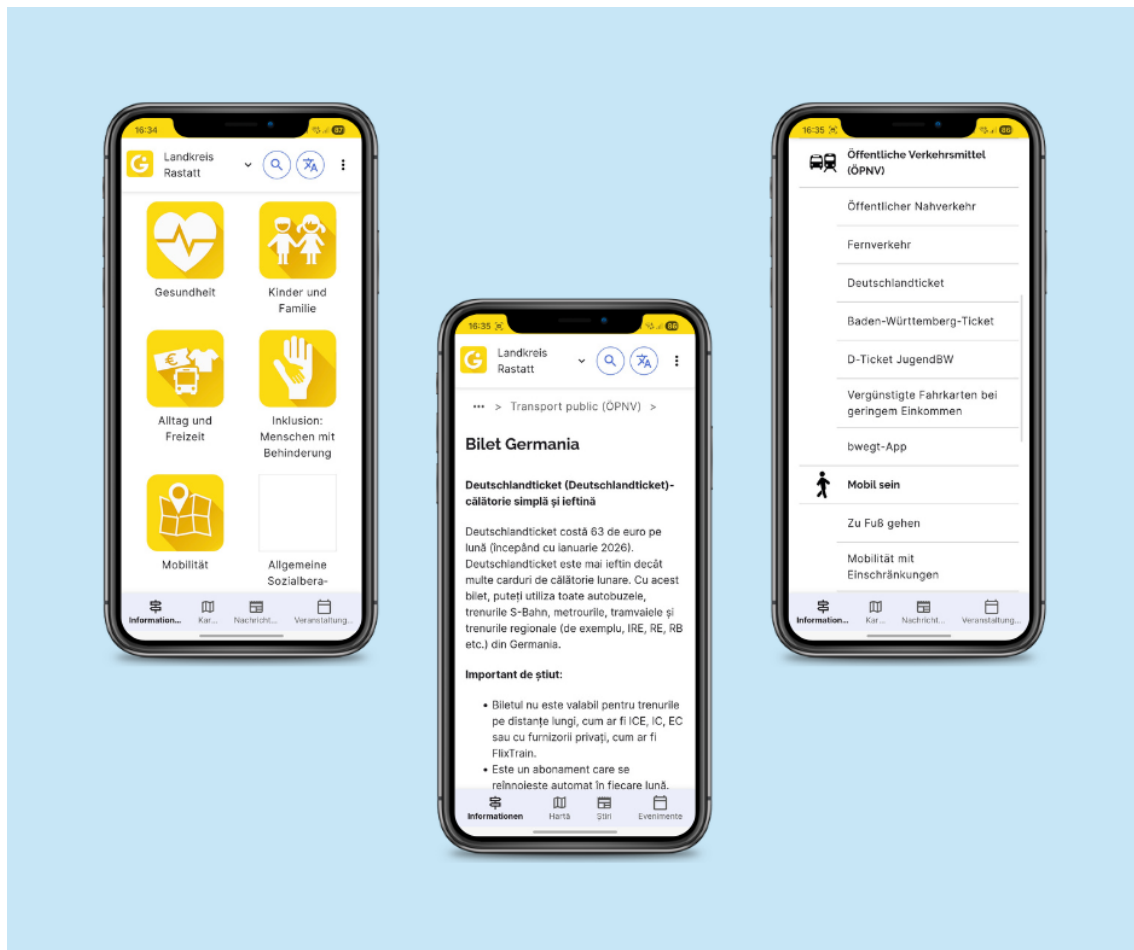 16:34
87
Landkreis
Rastatt
Gesundheit
Kinder und
Familie
Alltag und
Freizeit
Inklusion:
Menschen mit
Behinderung
Mobilität
Allgemeine
Sozialbera-
Information...
Kar...
Nachricht...
Veranstaltung...
16:35
86
Landkreis
Rastatt
... > Transport public (ÖPNV) >
Bilet Germania
Deutschlandticket (Deutschlandticket)-
călătorie simplă și ieftină
Deutschlandticket costă 63 de euro pe
lună (începând cu ianuarie 2026).
Deutschlandticket este mai ieftin decât
multe carduri de călătorie lunare. Cu acest
bilet, puteți utiliza toate autobuzele,
trenurile S-Bahn, metrourile, tramvaiele și
trenurile regionale (de exemplu, IRE, RE, RB
etc.) din Germania.
Important de știut:
• Biletul nu este valabil pentru trenurile
pe distanțe lungi, cum ar fi ICE, IC, EC
sau cu furnizorii privați, cum ar fi
FlixTrain.
• Este un abonament care se
reînnoiește automat în fiecare lună.
Informationen
Hartă
Știri
Evenimente
16:35
86
Öffentliche Verkehrsmittel
(ÖPNV)
Öffentlicher Nahverkehr
Fernverkehr
Deutschlandticket
Baden-Württemberg-Ticket
D-Ticket JugendBW
Vergünstigte Fahrkarten bei
geringem Einkommen
bwegt-App
Mobil sein
Zu Fuß gehen
Mobilität mit
Einschränkungen
Information...
Kar...
Nachricht...
Veranstaltung...